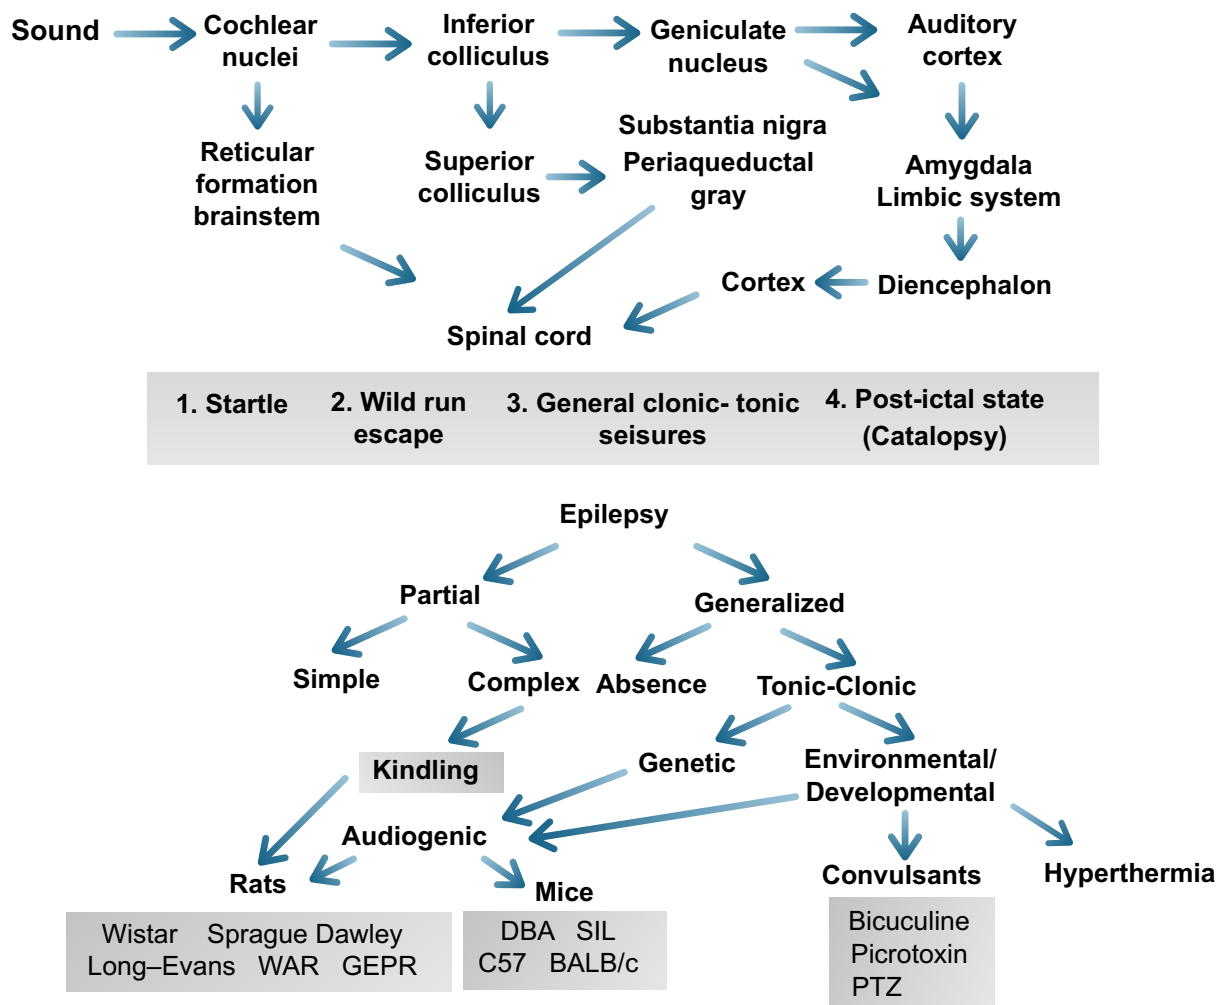 Sound
Cochlear
nuclei
Inferior
colliculus
Geniculate
nucleus
Auditory
cortex
Reticular
formation
brainstem
Superior
colliculus
Substantia nigra
Periaqueductal
gray
Amygdala
Limbic system
Cortex
Diencephalon
Spinal cord
1. Startle
2. Wild run
escape
3. General clonic- tonic
seisures
4. Post-ictal state
(Catalopsy)
Epilepsy
Partial
Generalized
Simple
Complex
Absence
Tonic-Clonic
Kindling
Genetic
Environmental/
Developmental
Audiogenic
Rats
Mice
Convulsants
Hyperthermia
Wistar Sprague Dawley
Long–Evans WAR GEPR
DBA SIL
C57 BALB/c
Bicuculine
Picrotoxin
PTZ